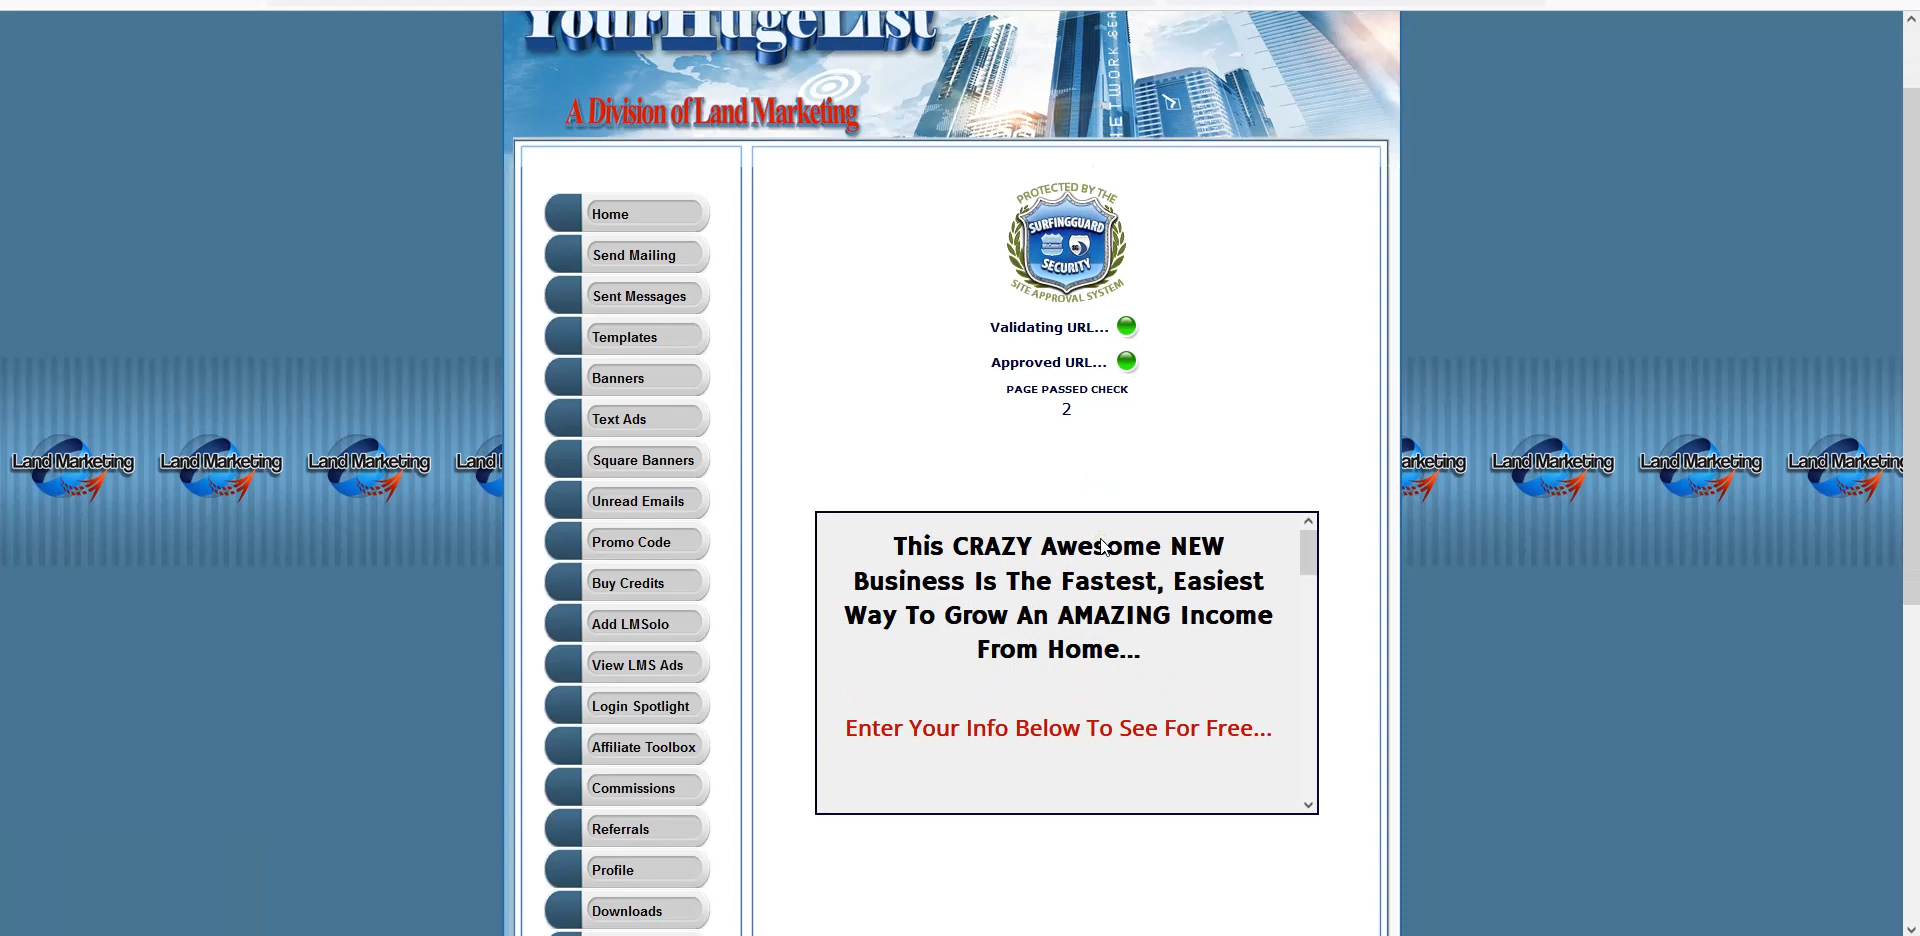 YourHugeList
A Division of Land Marketing
NETWORK SE
Home
Send Mailing
Sent Messages
Templates
Banners
Text Ads
Square Banners
Unread Emails
Promo Code
Buy Credits
Add LMSolo
View LMS Ads
Login Spotlight
Affiliate Toolbox
Commissions
Referrals
Profile
Downloads
PROTECTED BY THE
SURFINGGUARD
SG
SECURITY
SITE APPROVAL SYSTEM
Validating URL...
Approved URL...
PAGE PASSED CHECK
2
This CRAZY Awesome NEW
Business Is The Fastest, Easiest
Way To Grow An AMAZING Income
From Home...
Enter Your Info Below To See For Free...
Land Marketing
Land Marketing
Land Marketing
Land
arketing
Land Marketing
Land Marketing
Land Marketing